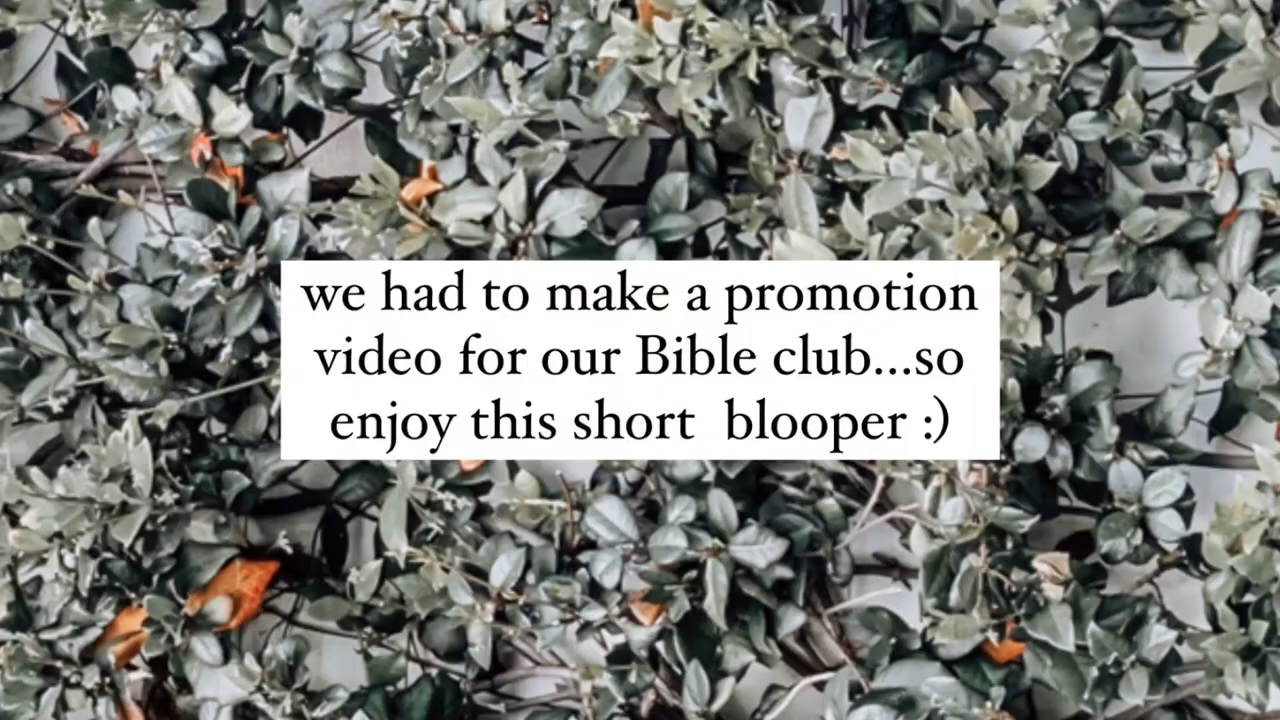 we had to make a promotion
video for our Bible club...so
enjoy this short  blooper :)